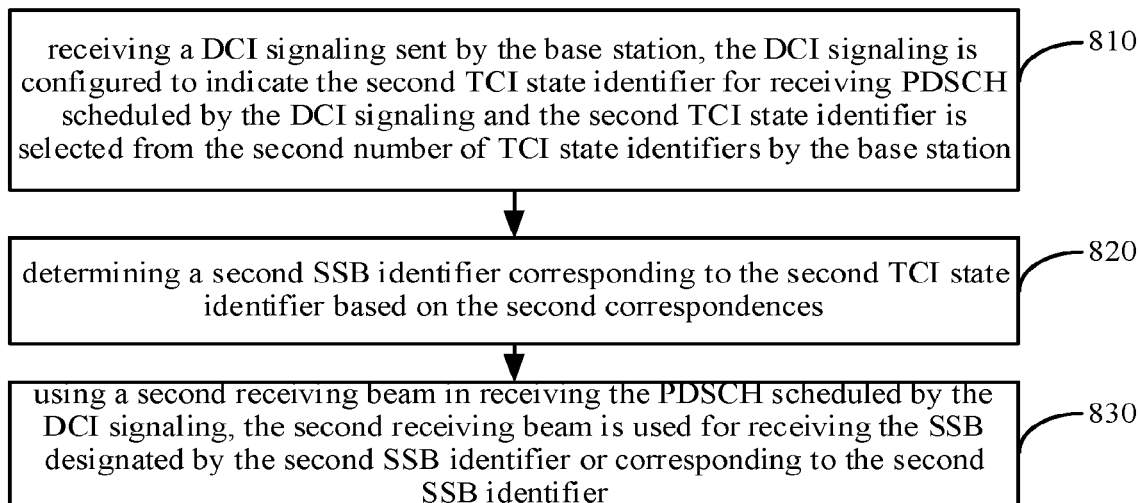 receiving a DCI signaling sent by the base station, the DCI signaling is
configured to indicate the second TCI state identifier for receiving PDSCH
scheduled by the DCI signaling and the second TCI state identifier is
selected from the second number of TCI state identifiers by the base station
810
determining a second SSB identifier corresponding to the second TCI state
identifier based on the second correspondences
820
using a second receiving beam in receiving the PDSCH scheduled by the
DCI signaling, the second receiving beam is used for receiving the SSB
designated by the second SSB identifier or corresponding to the second
SSB identifier
830